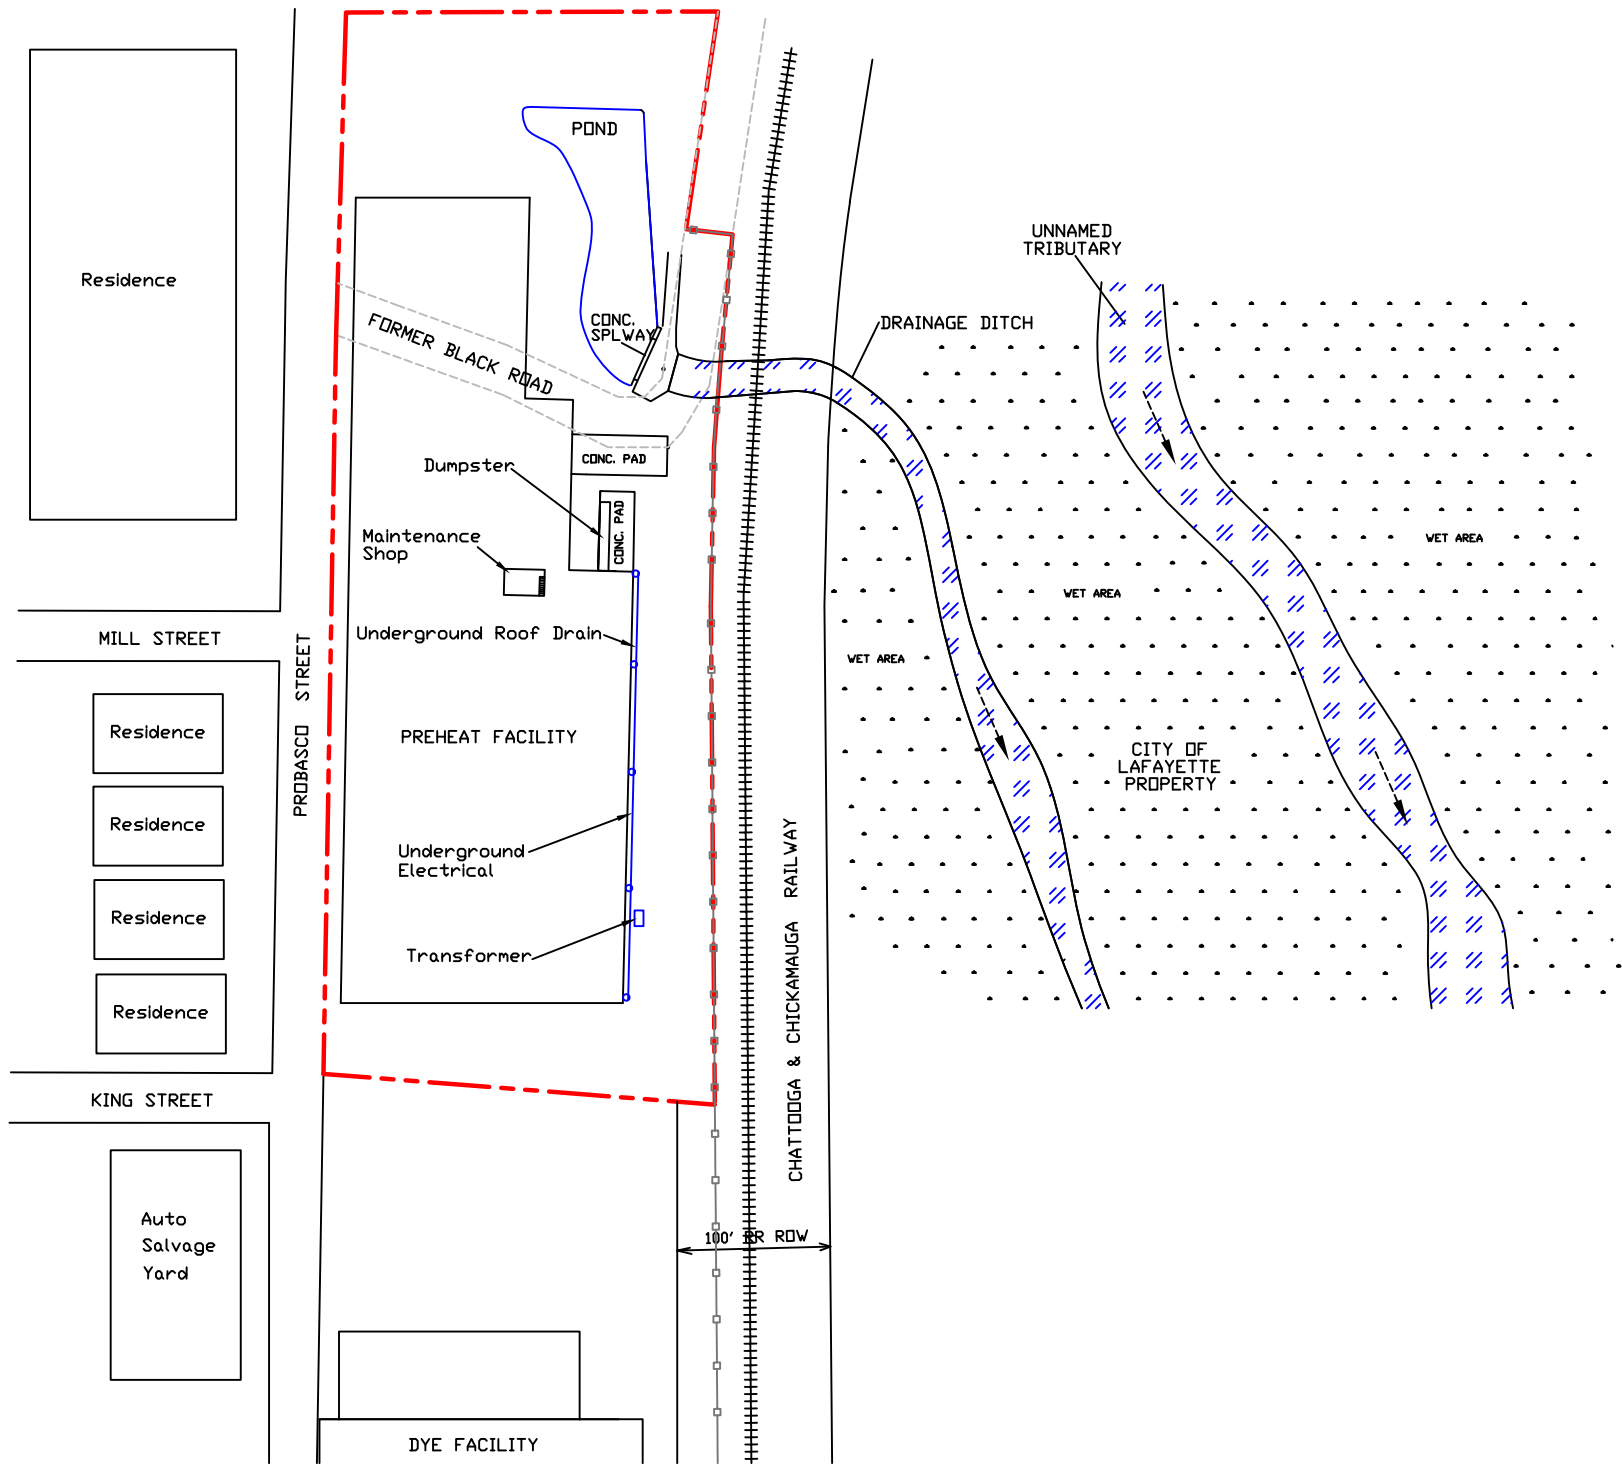 POND
UNNAMED
TRIBUTARY
Residence
CONC.
SPLWAY
DRAINAGE DITCH
FORMER BLACK ROAD
CONC. PAD
Dumpster
CONC. PAD
Maintenance
Shop
WET AREA
WET AREA
WET AREA
MILL STREET
PROBASCO STREET
Underground Roof Drain
Residence
PREHEAT FACILITY
CITY OF
LAFAYETTE
PROPERTY
Residence
Underground
Electrical
Residence
Transformer
Residence
CHATTOOGA & CHICKAMAUGA RAILWAY
KING STREET
Auto
Salvage
Yard
100' RR ROW
DYE FACILITY